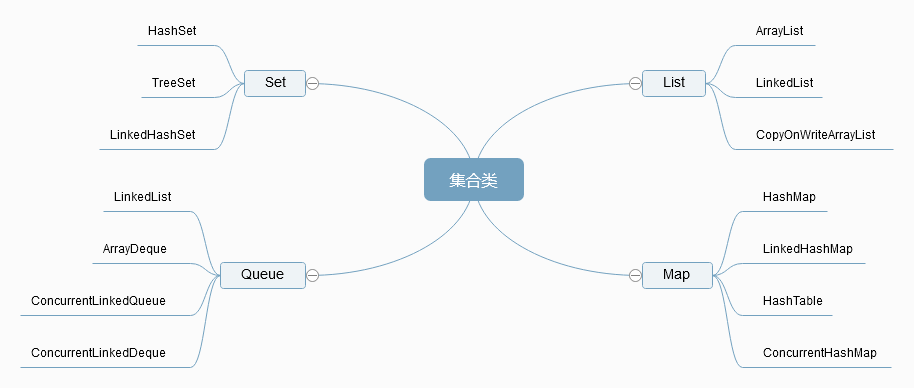 集合类
Set
HashSet
TreeSet
LinkedHashSet
List
ArrayList
LinkedList
CopyOnWriteArrayList
Queue
LinkedList
ArrayDeque
ConcurrentLinkedQueue
ConcurrentLinkedDeque
Map
HashMap
LinkedHashMap
HashTable
ConcurrentHashMap